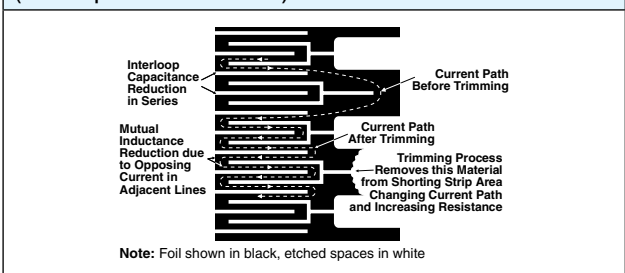 Interloop
Capacitance
Reduction
in Series
Current Path
Before Trimming
Mutual
Inductance
Reduction due
to Opposing
Current in
Adjacent Lines
Current Path
After Trimming
Trimming Process
Removes this Material
from Shorting Strip Area
Changing Current Path
and Increasing Resistance
Note: Foil shown in black, etched spaces in white